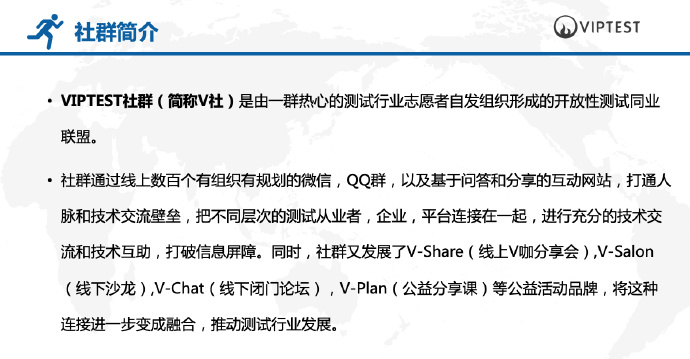 社群简介
VIPTEST
• VIPTEST社群（简称V社）是由一群热心的测试行业志愿者自发组织形成的开放性测试同业
联盟。
• 社群通过线上数百个有组织有规划的微信，QQ群，以及基于问答和分享的互动网站，打通人
脉和技术交流壁垒，把不同层次的测试从业者，企业，平台连接在一起，进行充分的技术交
流和技术互助，打破信息屏障。同时，社群又发展了V-Share（线上V咖分享会）,V-Salon
（线下沙龙）,V-Chat（线下闭门论坛），V-Plan（公益分享课）等公益活动品牌，将这种
连接进一步变成融合，推动测试行业发展。